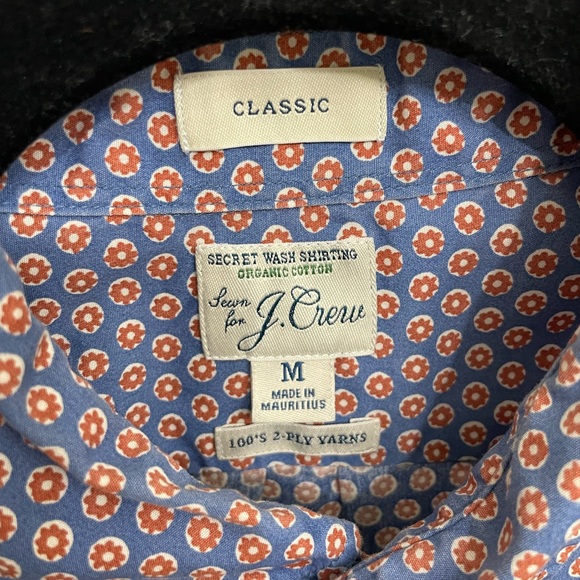 CLASSIC
SECRET WASH SHIRTING
ORGANIC COTTON
Sewn
for J.Crew
M
MADE IN
MAURITIUS
100'S 2-PLY YARNS